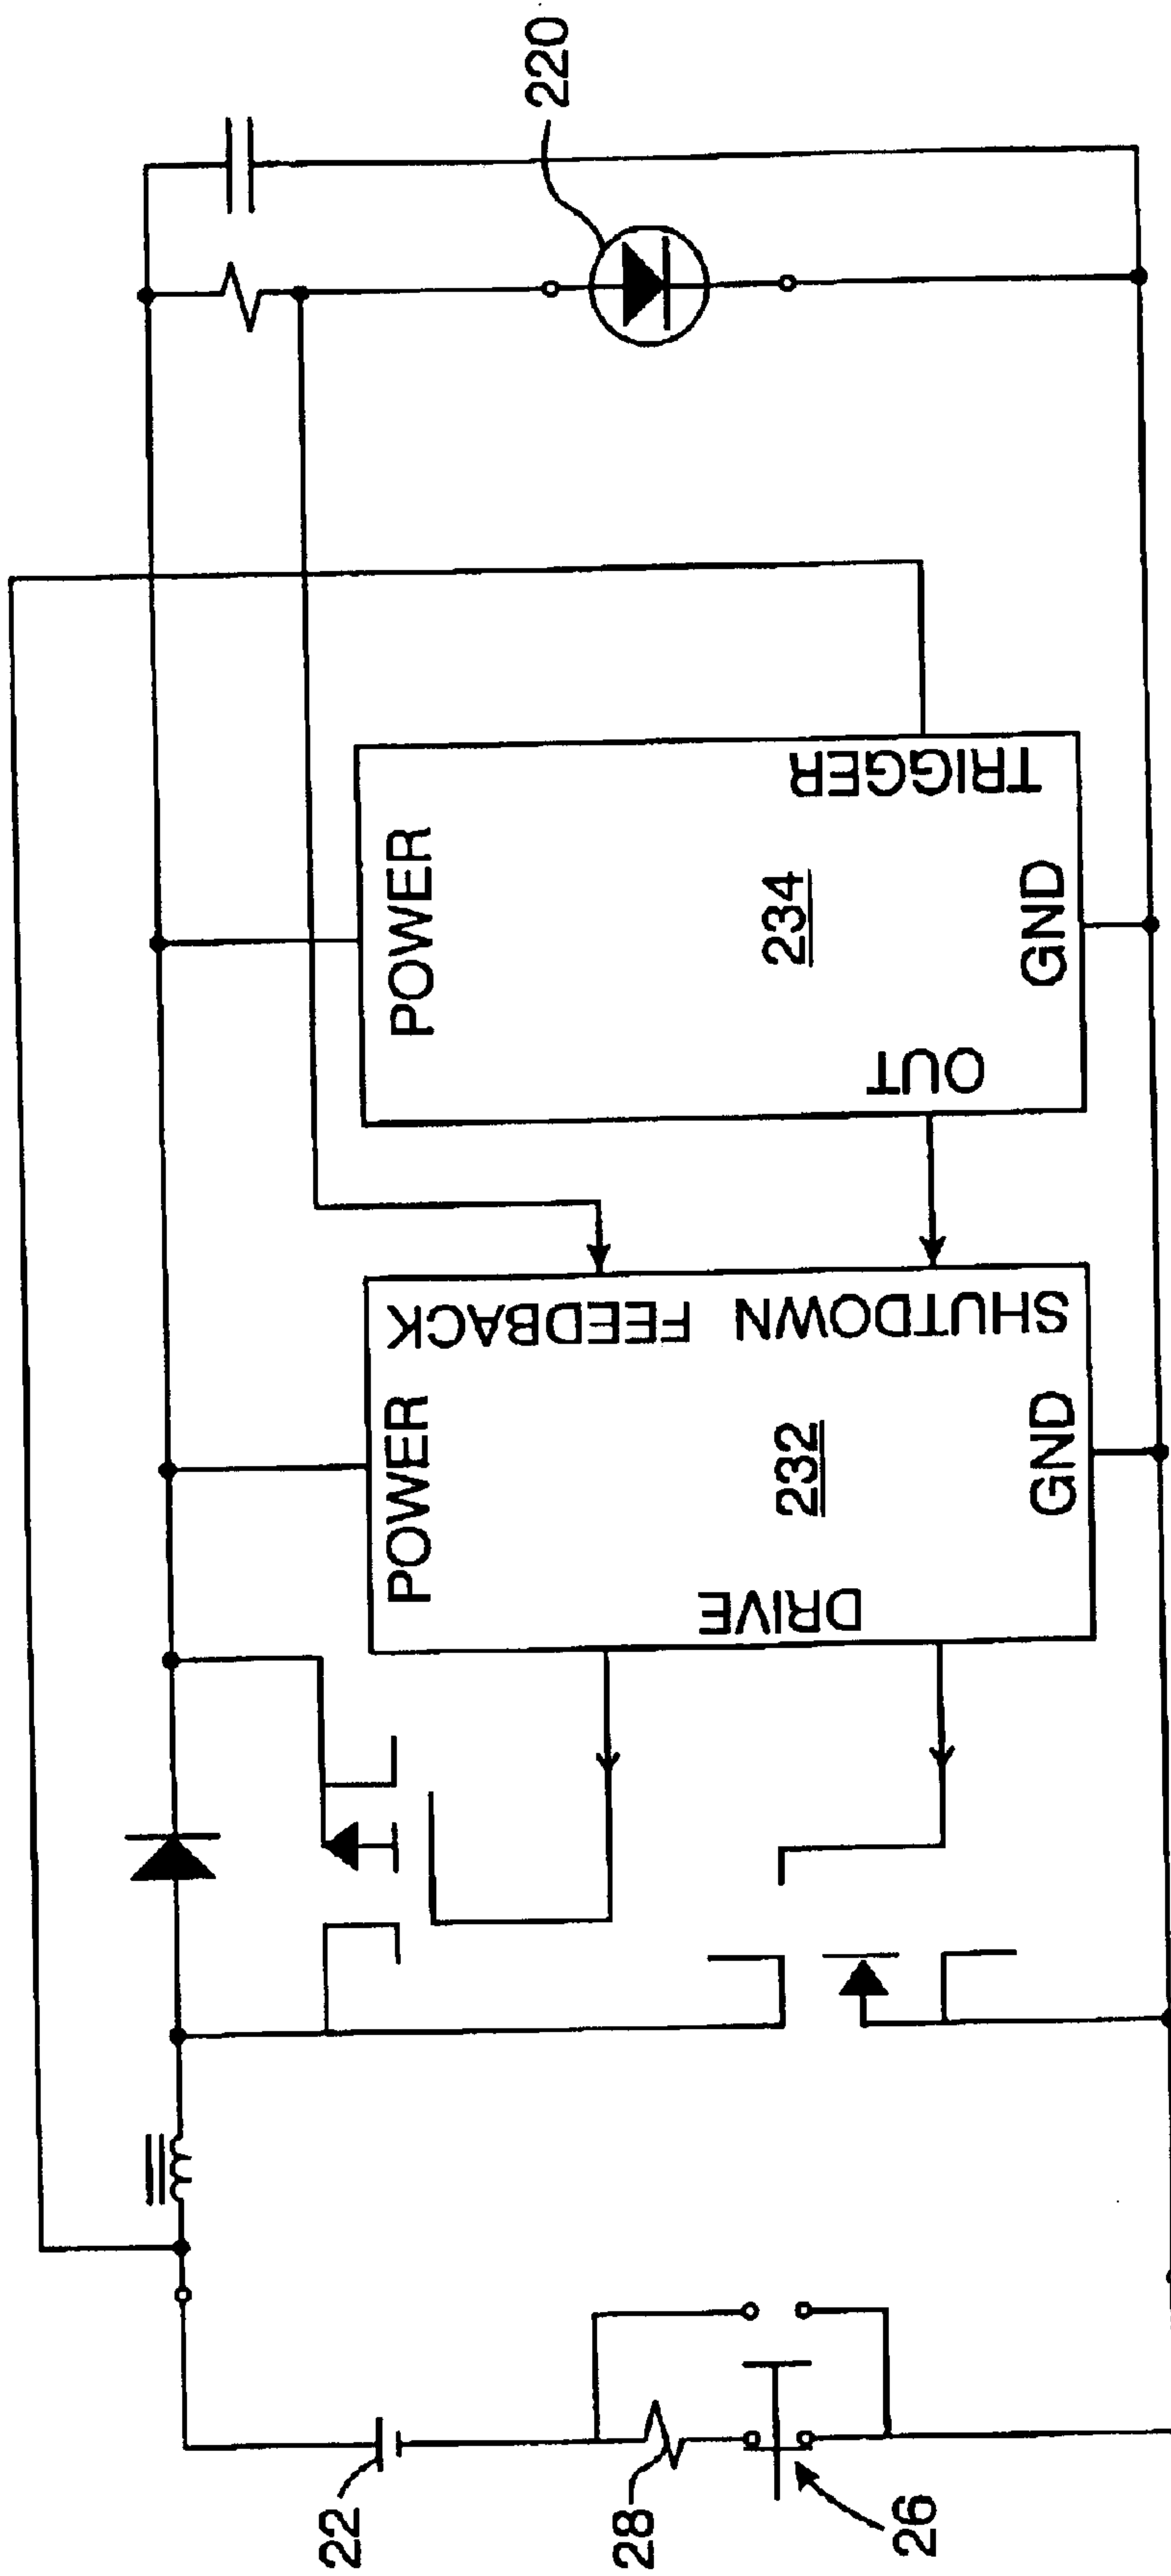 220
POWER
TRIGGER
234
OUT
GND
POWER
FEEDBACK
SHUTDOWN
232
DRIVE
GND
22
28
26